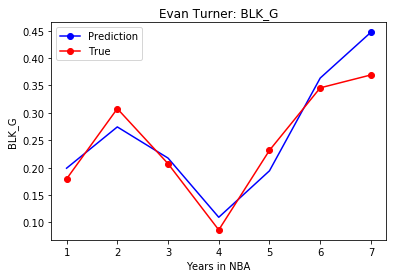 Evan Turner: BLK_G
Prediction
True
BLK_G
0.45
0.40
0.35
0.30
0.25
0.20
0.15
0.10
1 2 3 4 5 6 7
Years in NBA